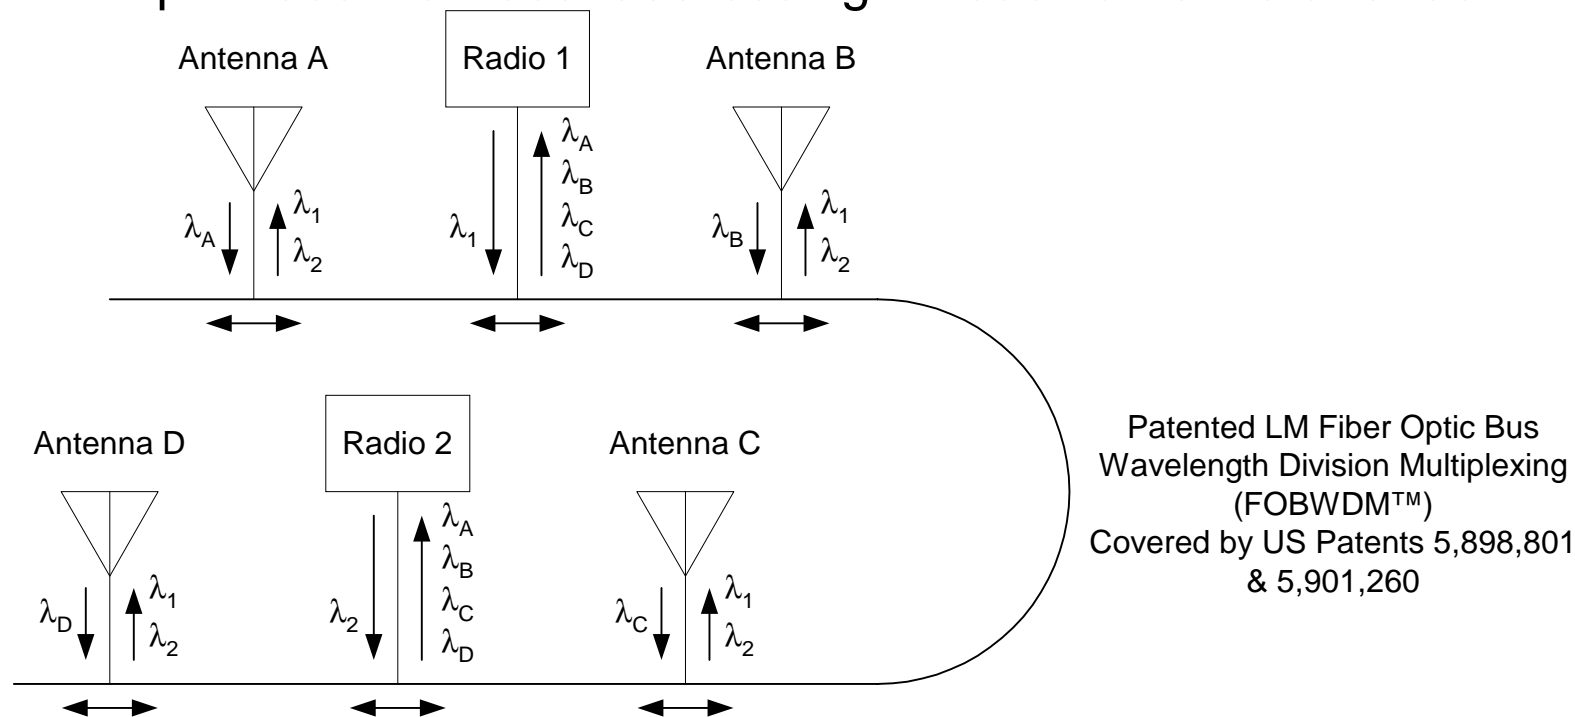 Antenna A
Radio 1
Antenna B
λA
λ1
λ2
λ1
λA
λB
λC
λD
λB
λ1
λ2
Antenna D
Radio 2
Antenna C
λD
λ1
λ2
λ2
λA
λB
λC
λD
λC
λ1
λ2
Patented LM Fiber Optic Bus
Wavelength Division Multiplexing
(FOBWDM™)
Covered by US Patents 5,898,801
& 5,901,260